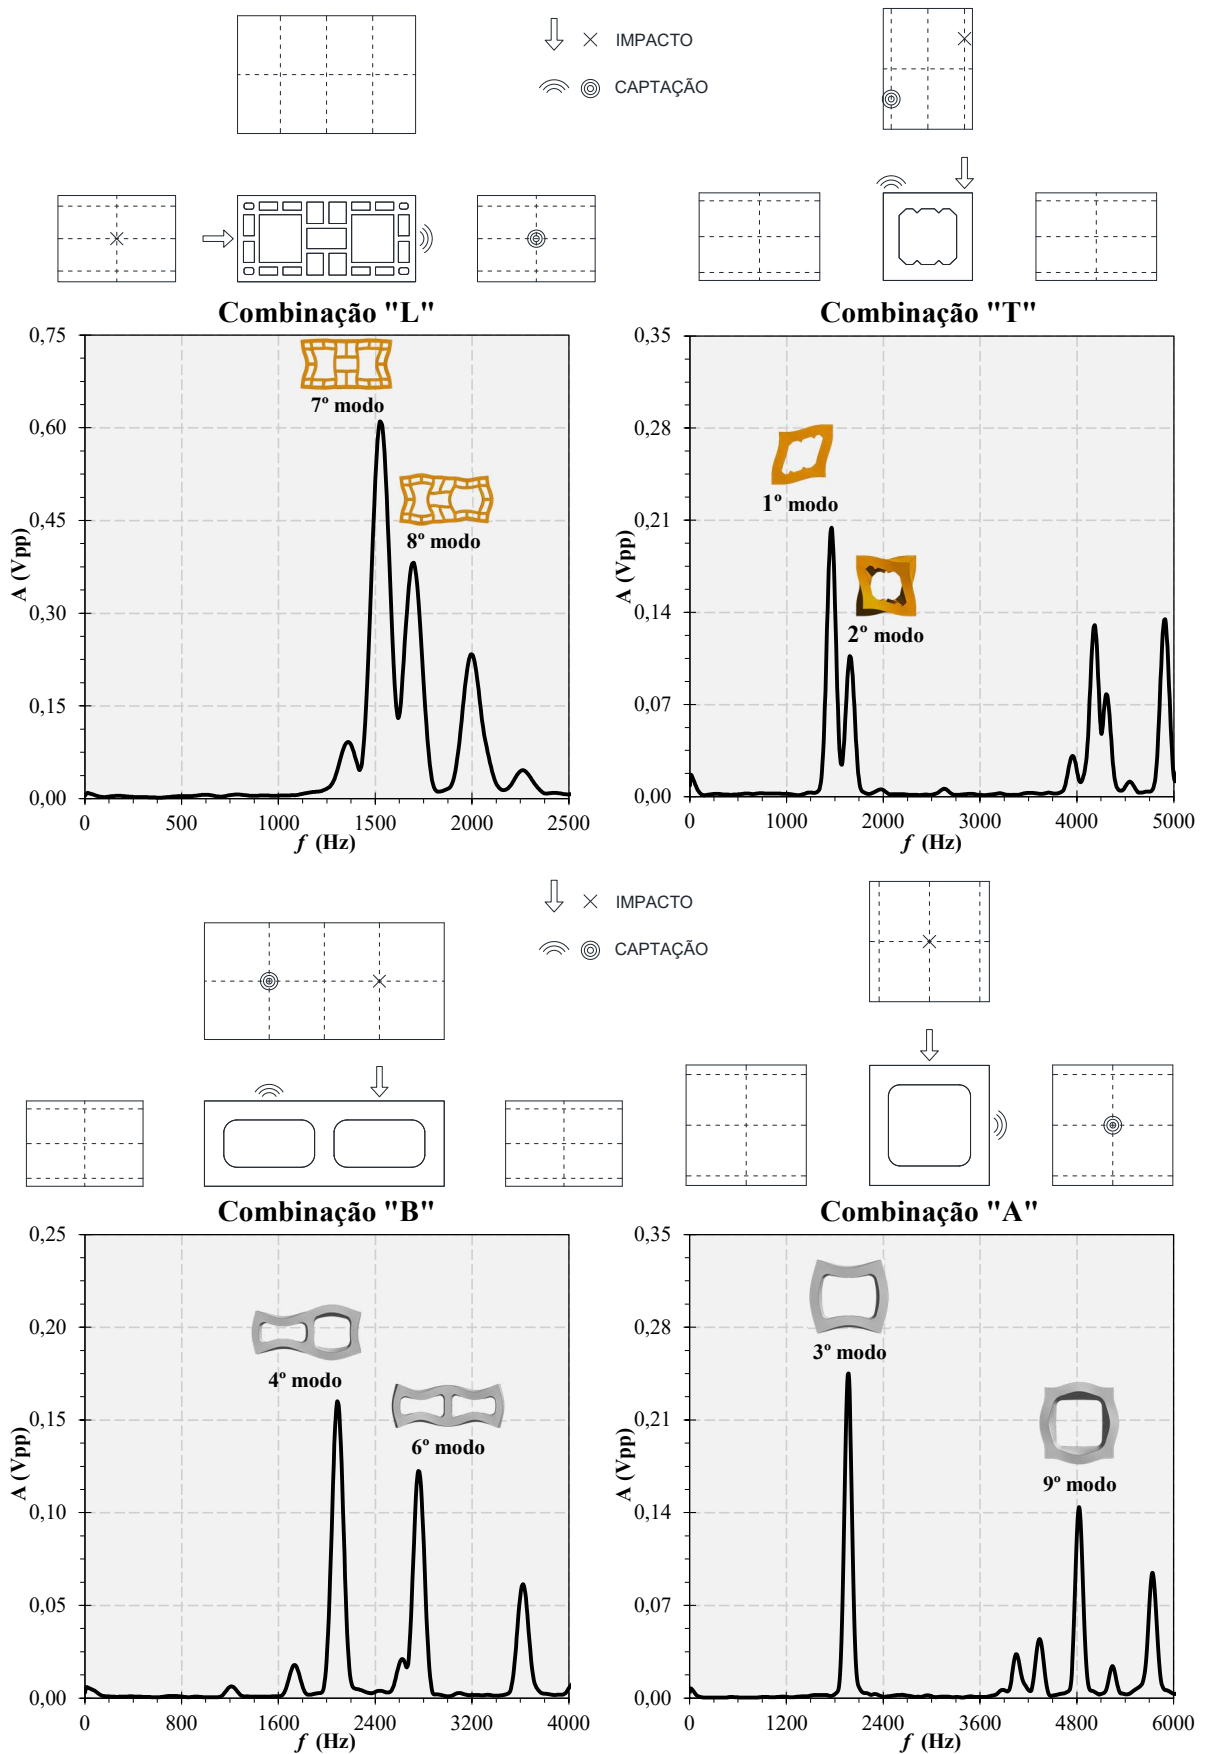 IMPACTO
CAPTAÇÃO
Combinação "L"
0,75
0,60
0,45
0,30
0,15
0,00
A (Vpp)
7º modo
8º modo
0 500 1000 1500 2000 2500
f (Hz)
Combinação "T"
0,35
0,28
0,21
0,14
0,07
0,00
A (Vpp)
1º modo
2º modo
0 1000 2000 3000 4000 5000
f (Hz)
IMPACTO
CAPTAÇÃO
Combinação "B"
0,25
0,20
0,15
0,10
0,05
0,00
A (Vpp)
4º modo
6º modo
0 800 1600 2400 3200 4000
f (Hz)
Combinação "A"
0,35
0,28
0,21
0,14
0,07
0,00
A (Vpp)
3º modo
9º modo
0 1200 2400 3600 4800 6000
f (Hz)